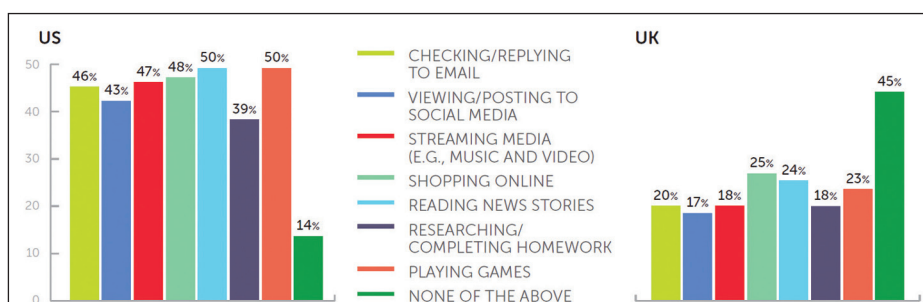 US
50
40
30
20
10
0
46%
43%
47%
48%
50%
39%
50%
14%
CHECKING/REPLYING
TO EMAIL
VIEWING/POSTING TO
SOCIAL MEDIA
STREAMING MEDIA
(E.G., MUSIC AND VIDEO)
SHOPPING ONLINE
READING NEWS STORIES
RESEARCHING/
COMPLETING HOMEWORK
PLAYING GAMES
NONE OF THE ABOVE
UK
20%
17%
18%
25%
24%
18%
23%
45%